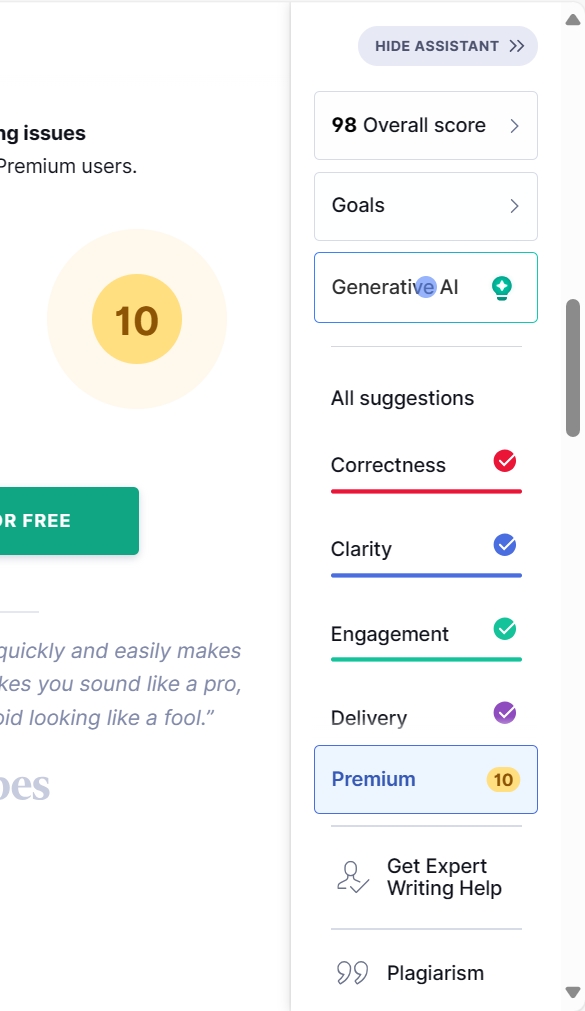 ng issues
Premium users.
10
OR FREE
quickly and easily makes
kes you sound like a pro,
oid looking like a fool.”
bes
HIDE ASSISTANT
98 Overall score
Goals
Generative AI
All suggestions
Correctness
Clarity
Engagement
Delivery
Premium 10
Get Expert
Writing Help
Plagiarism